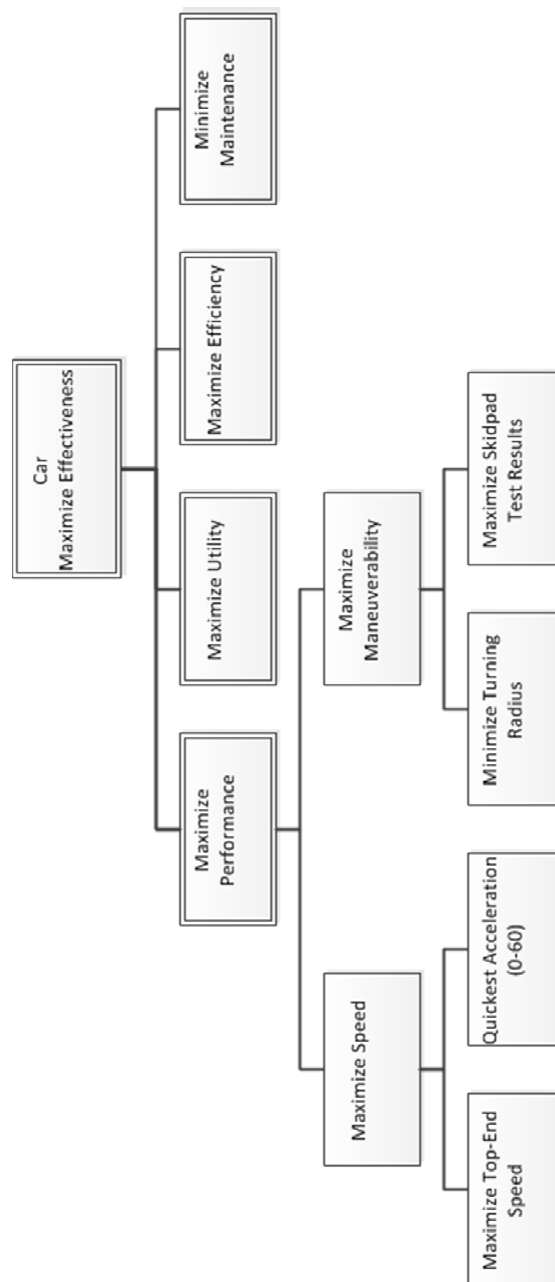 Car
Maximize Effectiveness
Maximize
Performance
Maximize Utility
Maximize Efficiency
Minimize
Maintenance
Maximize Speed
Maximize
Maneuverability
Maximize Top-End
Speed
Quickest Acceleration
(0-60)
Minimize Turning
Radius
Maximize Skidpad
Test Results